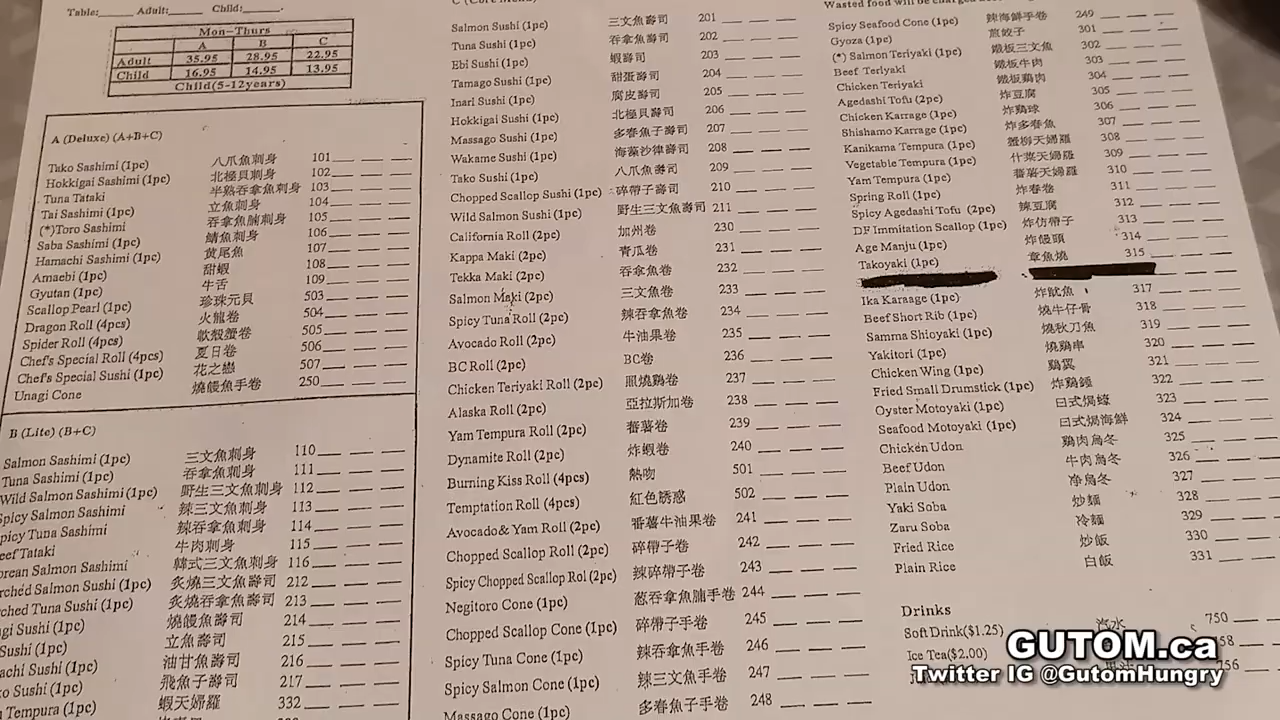 Table: Adult: Child: .
Mon-Thurs
A B C
Adult 35.95 28.95 22.95
Child 16.95 14.95 13.95
Child(5-12years)
A (Deluxe) (A+B+C)
Tako Sashimi (1pc) 八爪魚刺身 101
Hokkigai Sashimi (1pc) 北極貝刺身 102
Tuna Tataki 半熟吞拿魚刺身 103
Tai Sashimi (1pc) 立魚刺身 104
(*)Toro Sashimi 吞拿魚腩刺身 105
Saba Sashimi (1pc) 鯖魚刺身 106
Hamachi Sashimi (1pc) 黄尾魚 107
Amaebi (1pc) 甜蝦 108
Gyutan (1pc) 牛舌 109
Scallop Pearl (1pc) 珍珠元貝 503
Dragon Roll (4pcs) 火龍卷 504
Spider Roll (4pcs) 軟殼蟹卷 505
Chef's Special Roll (4pcs) 夏日卷 506
Chef's Special Sushi (1pc) 花之戀 507
Unagi Cone 燒饅魚手卷 250
B (Lite) (B+C)
Salmon Sashimi (1pc) 三文魚刺身 110
Tuna Sashimi (1pc) 吞拿魚刺身 111
Wild Salmon Sashimi (1pc) 野生三文魚刺身 112
Spicy Salmon Sashimi 辣三文魚刺身 113
Spicy Tuna Sashimi 辣吞拿魚刺身 114
Beef Tataki 牛肉刺身 115
Korean Salmon Sashimi 韓式三文魚刺身 116
rched Salmon Sushi (1pc) 炙燒三文魚壽司 212
rched Tuna Sushi (1pc) 炙燒吞拿魚壽司 213
agi Sushi (1pc) 燒饅魚壽司 214
Sushi (1pc) 立魚壽司 215
achi Sushi (1pc) 油甘魚壽司 216
ko Sushi (1pc) 飛魚子壽司 217
Tempura (1pc) 蝦天婦羅 332
Salmon Sushi (1pc) 三文魚壽司 201
Tuna Sushi (1pc) 吞拿魚壽司 202
Ebi Sushi (1pc) 蝦壽司 203
Tamago Sushi (1pc) 甜蛋壽司 204
Inari Sushi (1pc) 腐皮壽司 205
Hokkigai Sushi (1pc) 北極貝壽司 206
Massago Sushi (1pc) 多春魚子壽司 207
Wakame Sushi (1pc) 海藻沙律壽司 208
Tako Sushi (1pc) 八爪魚壽司 209
Chopped Scallop Sushi (1pc) 碎帶子壽司 210
Wild Salmon Sushi (1pc) 野生三文魚壽司 211
California Roll (2pc) 加州卷 230
Kappa Maki (2pc) 青瓜卷 231
Tekka Maki (2pc) 吞拿魚卷 232
Salmon Maki (2pc) 三文魚卷 233
Spicy Tuna Roll (2pc) 辣吞拿魚卷 234
Avocado Roll (2pc) 牛油果卷 235
BC Roll (2pc) BC卷 236
Chicken Teriyaki Roll (2pc) 照燒鷄卷 237
Alaska Roll (2pc) 亞拉斯加卷 238
Yam Tempura Roll (2pc) 番薯卷 239
Dynamite Roll (2pc) 炸蝦卷 240
Burning Kiss Roll (4pcs) 熱吻 501
Temptation Roll (4pcs) 紅色誘惑 502
Avocado&Yam Roll (2pc) 番薯牛油果卷 241
Chopped Scallop Roll (2pc) 碎帶子卷 242
Spicy Chopped Scallop Rol (2pc) 辣碎帶子卷 243
Negitoro Cone (1pc) 葱吞拿魚腩手卷 244
Chopped Scallop Cone (1pc) 碎帶子手卷 245
Spicy Tuna Cone (1pc) 辣吞拿魚手卷 246
Spicy Salmon Cone (1pc) 辣三文魚手卷 247
Massago Cone (1pc) 多春魚子手卷 248
Wasted food will be charged
Spicy Seafood Cone (1pc) 辣海鮮手卷 249
Gyoza (1pc) 煎餃子 301
(*) Salmon Teriyaki (1pc) 鐵板三文魚 302
Beef Teriyaki 鐵板牛肉 303
Chicken Teriyaki 鐵板鷄肉 304
Agedashi Tofu (2pc) 炸豆腐 305
Chicken Karrage (1pc) 炸鷄球 306
Shishamo Karrage (1pc) 炸多春魚 307
Kanikama Tempura (1pc) 蟹柳天婦羅 308
Vegetable Tempura (1pc) 什菜天婦羅 309
Yam Tempura (1pc) 蕃薯天婦羅 310
Spring Roll (1pc) 炸春卷 311
Spicy Agedashi Tofu (2pc) 辣豆腐 312
DF Immitation Scallop (1pc) 炸仿帶子 313
Age Manju (1pc) 炸饅頭 314
Takoyaki (1pc) 章魚燒 315
Ika Karaage (1pc) 炸魷魚 317
Beef Short Rib (1pc) 燒牛仔骨 318
Samma Shioyaki (1pc) 燒秋刀魚 319
Yakitori (1pc) 燒鷄串 320
Chicken Wing (1pc) 鷄翼 321
Fried Small Drumstick (1pc) 炸鷄錘 322
Oyster Motoyaki (1pc) 日式焗蠔 323
Seafood Motoyaki (1pc) 日式焗海鮮 324
Chicken Udon 鷄肉烏冬 325
Beef Udon 牛肉烏冬 326
Plain Udon 净烏冬 327
Yaki Soba 炒麺 328
Zaru Soba 冷麺 329
Fried Rice 炒飯 330
Plain Rice 白飯 331
Drinks
Soft Drink($1.25) 汽水 750
Ice Tea($2.00)
756
GUTOM.ca
Twitter IG @GutomHungry